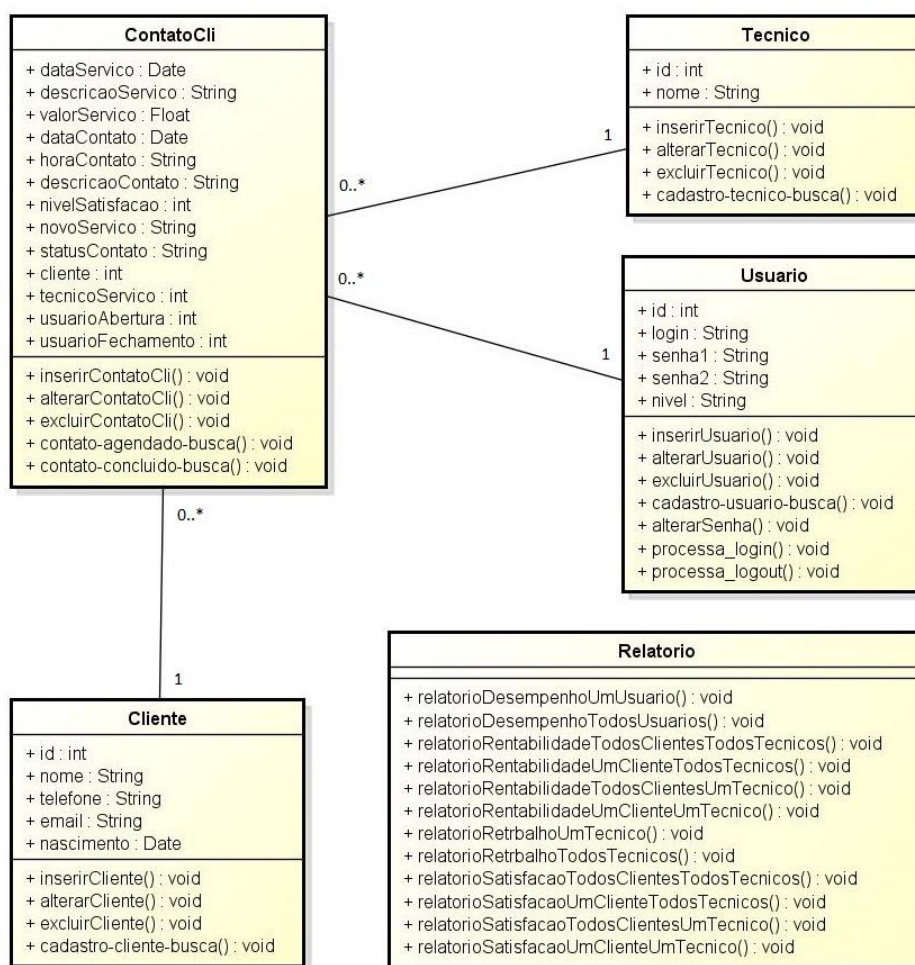 ContatoCli
+ dataServico : Date
+ descricaoServico : String
+ valorServico : Float
+ dataContato : Date
+ horaContato : String
+ descricaoContato : String
+ nivelSatisfacao : int
+ novoServico : String
+ statusContato : String
+ cliente : int
+ tecnicoServico : int
+ usuarioAbertura : int
+ usuarioFechamento : int
+ inserirContatoCli() : void
+ alterarContatoCli() : void
+ excluirContatoCli() : void
+ contato-agendado-busca() : void
+ contato-concluido-busca() : void
0..*
1
Tecnico
+ id : int
+ nome : String
+ inserirTecnico() : void
+ alterarTecnico() : void
+ excluirTecnico() : void
+ cadastro-tecnico-busca() : void
0..*
1
Usuario
+ id : int
+ login : String
+ senha1 : String
+ senha2 : String
+ nivel : String
+ inserirUsuario() : void
+ alterarUsuario() : void
+ excluirUsuario() : void
+ cadastro-usuario-busca() : void
+ alterarSenha() : void
+ processa_login() : void
+ processa_logout() : void
0..*
1
Cliente
+ id : int
+ nome : String
+ telefone : String
+ email : String
+ nascimento : Date
+ inserirCliente() : void
+ alterarCliente() : void
+ excluirCliente() : void
+ cadastro-cliente-busca() : void
Relatorio
+ relatorioDesempenhoUmUsuario() : void
+ relatorioDesempenhoTodosUsuarios() : void
+ relatorioRentabilidadeTodosClientesTodosTecnicos() : void
+ relatorioRentabilidadeUmClienteTodosTecnicos() : void
+ relatorioRentabilidadeTodosClientesUmTecnico() : void
+ relatorioRentabilidadeUmClienteUmTecnico() : void
+ relatorioRetrbalhoUmTecnico() : void
+ relatorioRetrbalhoTodosTecnicos() : void
+ relatorioSatisfacaoTodosClientesTodosTecnicos() : void
+ relatorioSatisfacaoUmClienteTodosTecnicos() : void
+ relatorioSatisfacaoTodosClientesUmTecnico() : void
+ relatorioSatisfacaoUmClienteUmTecnico() : void